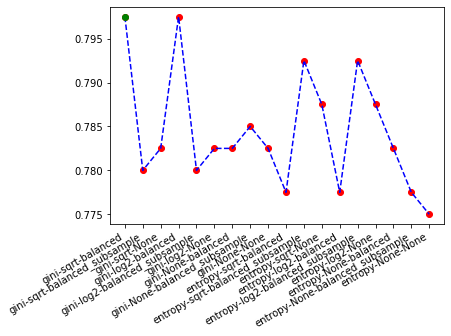 0.795
0.790
0.785
0.780
0.775
gini-sqrt-balanced
gini-sqrt-balanced_subsample
gini-sqrt-None
gini-log2-balanced
gini-log2-balanced_subsample
gini-log2-None
gini-None-balanced
gini-None-balanced_subsample
gini-None-None
entropy-sqrt-balanced
entropy-sqrt-balanced_subsample
entropy-sqrt-None
entropy-log2-balanced
entropy-log2-balanced_subsample
entropy-log2-None
entropy-None-balanced
entropy-None-balanced_subsample
entropy-None-None